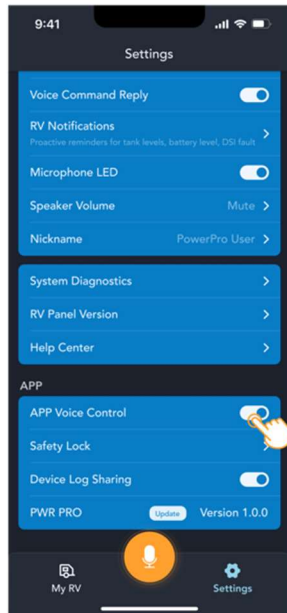 9:41
Settings
Voice Command Reply
RV Notifications
Proactive reminders for tank levels, battery level, DSI fault
Microphone LED
Speaker Volume Mute
Nickname PowerPro User
System Diagnostics
RV Panel Version
Help Center
APP
APP Voice Control
Safety Lock
Device Log Sharing
PWR PRO Update Version 1.0.0
My RV Settings